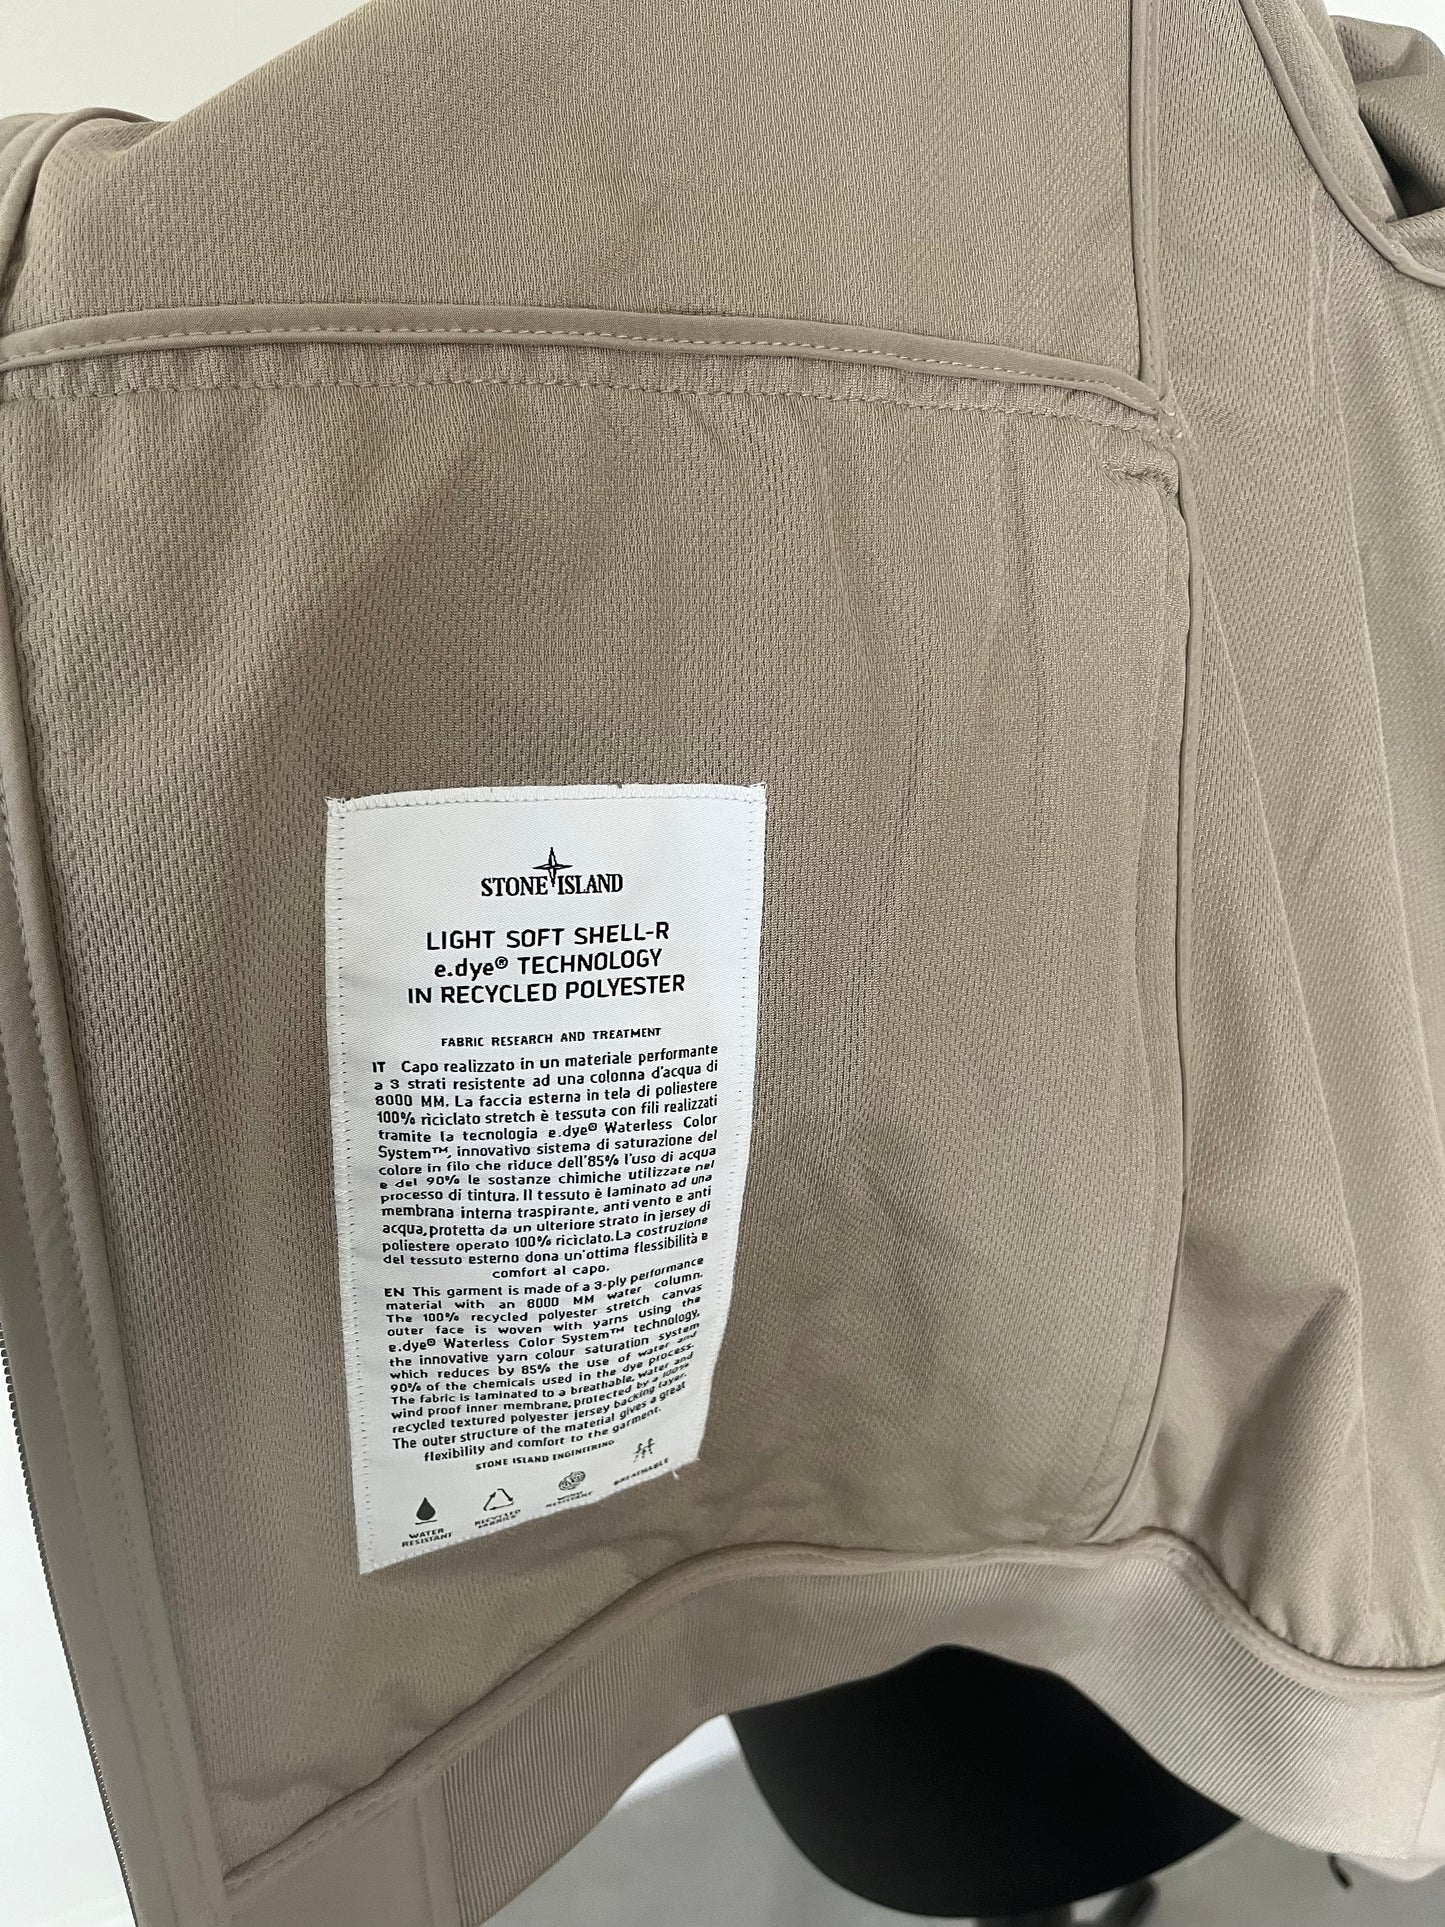 STONE ISLAND
LIGHT SOFT SHELL-R
e.dye® TECHNOLOGY
IN RECYCLED POLYESTER
FABRIC RESEARCH AND TREATMENT
IT Capo realizzato in un materiale performante
a 3 strati resistente ad una colonna d'acqua di
8000 MM. La faccia esterna in tela di poliestere
100% riciclato stretch è tessuta con fili realizzati
tramite la tecnologia e.dye® Waterless Color
System™, innovativo sistema di saturazione del
colore in filo che riduce dell'85% l'uso di acqua
e del 90% le sostanze chimiche utilizzate nel
processo di tintura. Il tessuto è laminato ad una
membrana interna traspirante, anti vento e anti
acqua, protetta da un ulteriore strato in jersey di
poliestere operato 100% riciclato. La costruzione
del tessuto esterno dona un'ottima flessibilità e
comfort al capo.
EN This garment is made of a 3-ply performance
material with an 8000 MM water column.
The 100% recycled polyester stretch canvas
outer face is woven with yarns using the
e.dye® Waterless Color System™ technology,
the innovative yarn colour saturation system
which reduces by 85% the use of water and
90% of the chemicals used in the dye process.
The fabric is laminated to a breathable, water and
wind proof inner membrane, protected by a 100%
recycled textured polyester jersey backing layer.
The outer structure of the material gives a great
flexibility and comfort to the garment.
STONE ISLAND ENGINEERING
WATER
RESISTANT
RECYCLED
FABRICS
WIND
RESISTANT
BREATHABLE